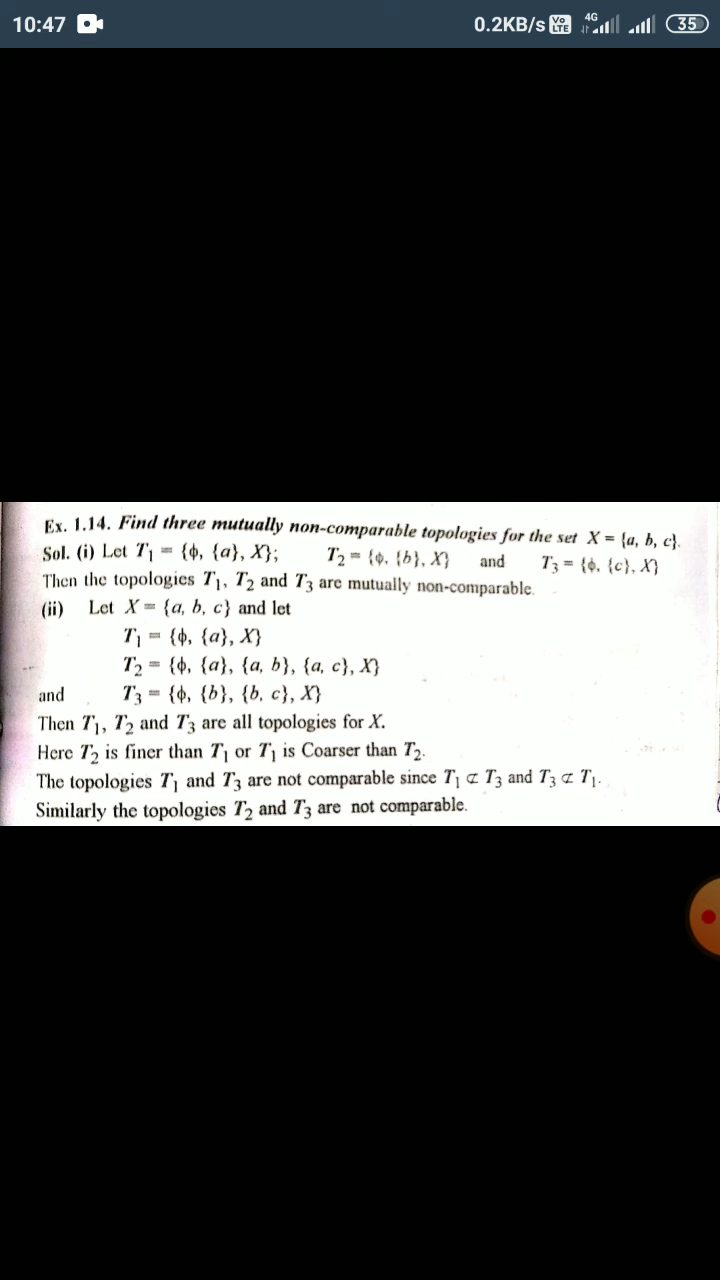 10:47 0.2KB/s Vo LTE 4G 35
Ex. 1.14. Find three mutually non-comparable topologies for the set X = {a, b, c}.
Sol. (i) Let T₁ = {ϕ, {a}, X}; T₂ = {ϕ, {b}, X} and T₃ = {ϕ, {c}, X}
Then the topologies T₁, T₂ and T₃ are mutually non-comparable.
(ii) Let X = {a, b, c} and let
T₁ = {ϕ, {a}, X}
T₂ = {ϕ, {a}, {a, b}, {a, c}, X}
and T₃ = {ϕ, {b}, {b, c}, X}
Then T₁, T₂ and T₃ are all topologies for X.
Here T₂ is finer than T₁ or T₁ is Coarser than T₂.
The topologies T₁ and T₃ are not comparable since T₁ ⊄ T₃ and T₃ ⊄ T₁.
Similarly the topologies T₂ and T₃ are not comparable.